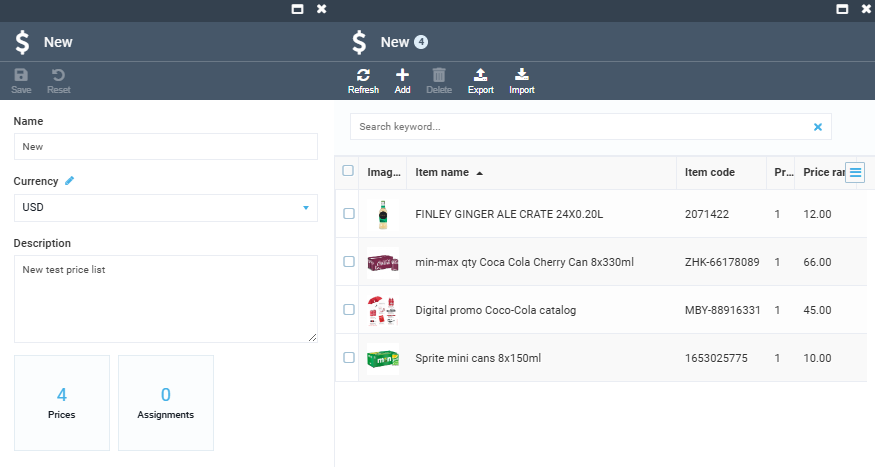 New
Save Reset
Name
New
Currency
USD
Description
New test price list
4
Prices
0
Assignments
New 4
Refresh Add Delete Export Import
Search keyword...
Imag... Item name Item code Pr... Price ran
FINLEY GINGER ALE CRATE 24X0.20L 2071422 1 12.00
min-max qty Coca Cola Cherry Can 8x330ml ZHK-66178089 1 66.00
Digital promo Coco-Cola catalog MBY-88916331 1 45.00
Sprite mini cans 8x150ml 1653025775 1 10.00